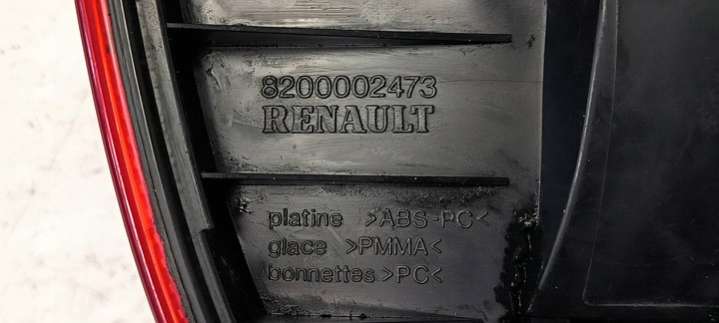 8200002473
RENAULT
platine >ABS-PC<
glace >PMMA<
bonnettes >PC<